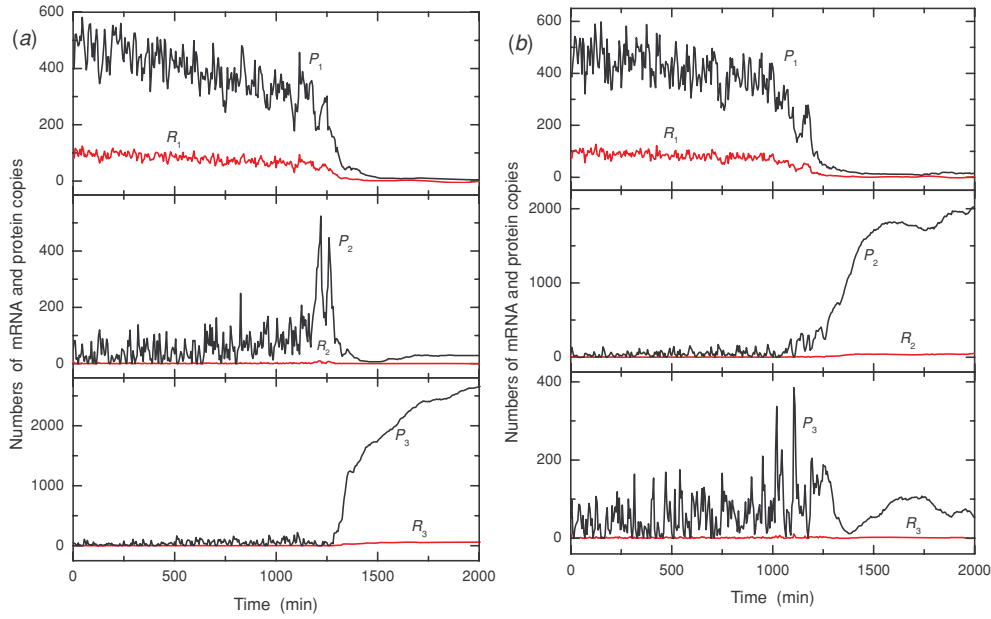 (a)
600
400
200
0
P1
R1
400
200
0
P2
R2
2000
1000
0
P3
R3
0 500 1000 1500 2000
Time (min)
Numbers of mRNA and protein copies
(b)
600
400
200
0
P1
R1
2000
1000
0
P2
R2
400
200
0
P3
R3
0 500 1000 1500 2000
Time (min)
Numbers of mRNA and protein copies